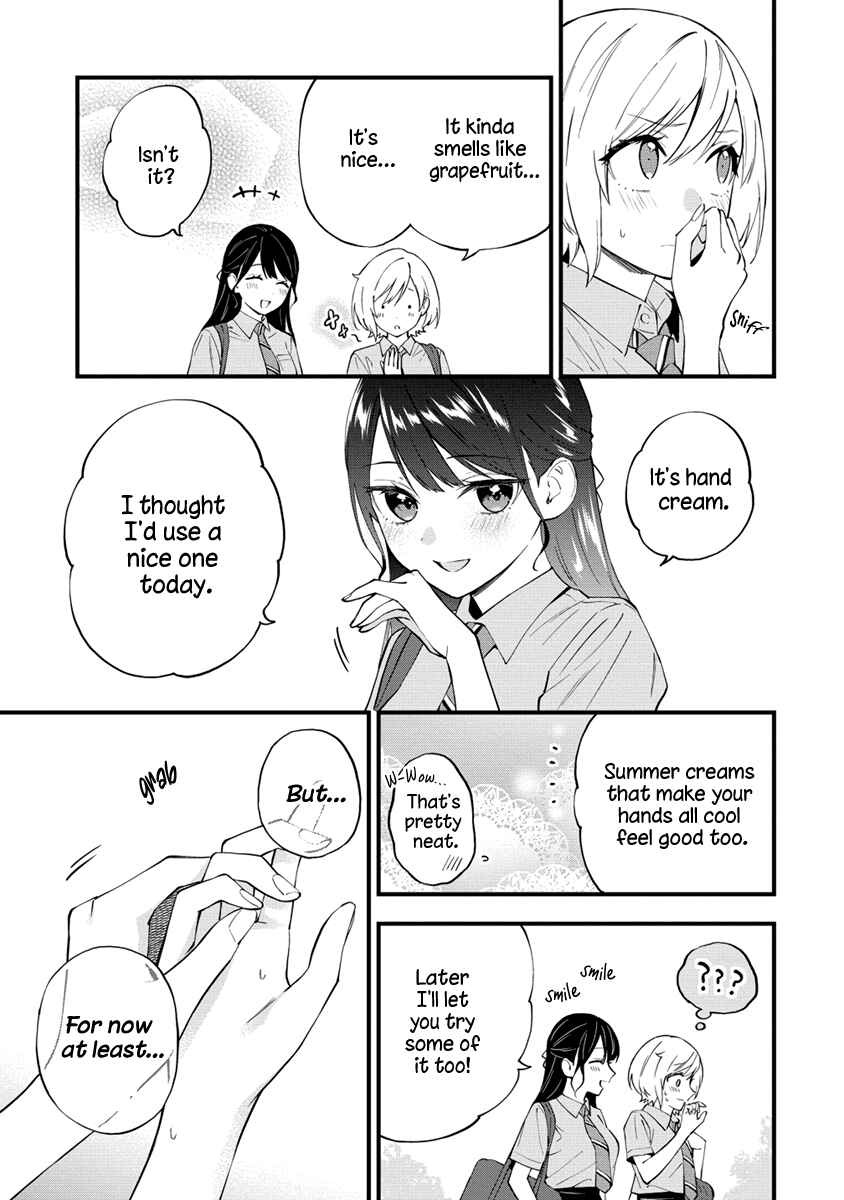 sniff
It kinda
smells like
grapefruit...
It's
nice...
Isn't
it?
It's hand
cream.
I thought
I'd use a
nice one
today.
Summer creams
that make your
hands all cool
feel good too.
W-Wow...
That's
pretty
neat.
grab
But...
For now
at least...
???
smile
smile
Later
I'll let
you try
some of
it too!